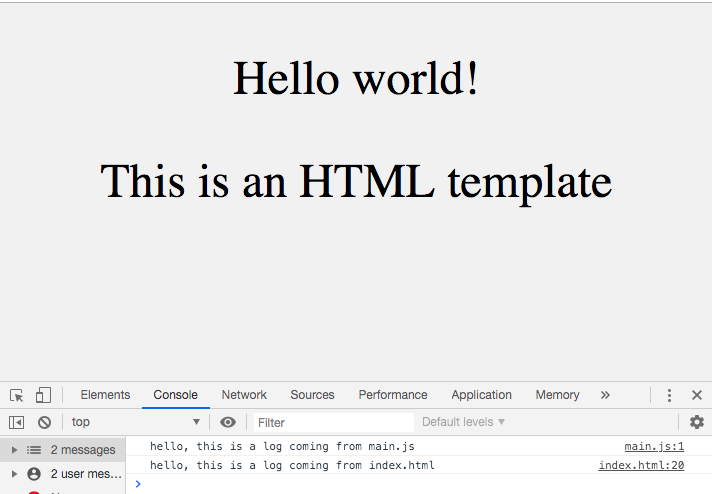 Hello world!
This is an HTML template
Elements Console Network Sources Performance Application Memory »
top Filter Default levels
2 messages hello, this is a log coming from main.js main.js:1
2 user mes… hello, this is a log coming from index.html index.html:20